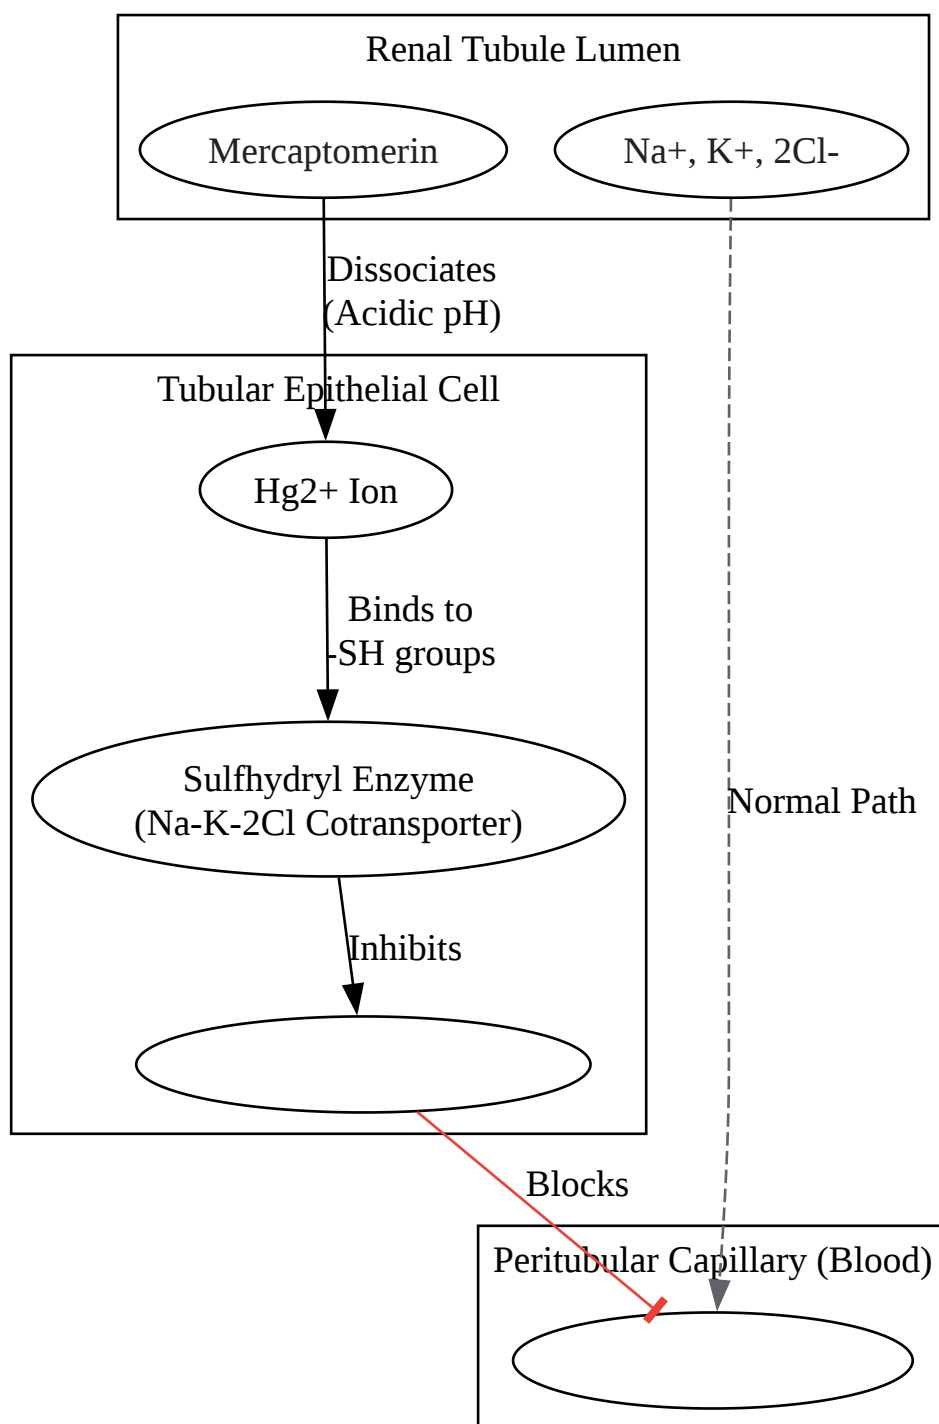 Renal Tubule Lumen
Mercaptomerin
Na+, K+, 2Cl-
Dissociates
(Acidic pH)
Tubular Epithelial Cell
Hg2+ Ion
Binds to
-SH groups
Sulfhydryl Enzyme
(Na-K-2Cl Cotransporter)
Normal Path
Inhibits
Blocks
Peritubular Capillary (Blood)